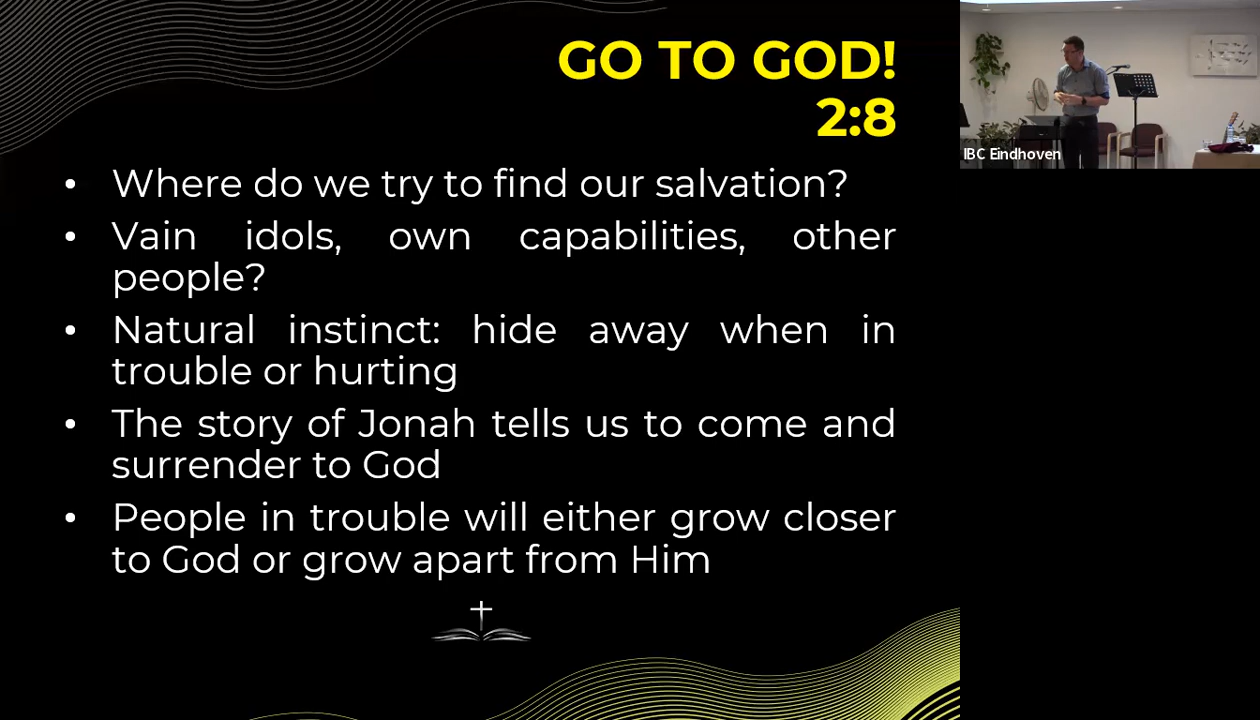 GO TO GOD!
2:8
• Where do we try to find our salvation?
• Vain idols, own capabilities, other
people?
• Natural instinct: hide away when in
trouble or hurting
• The story of Jonah tells us to come and
surrender to God
• People in trouble will either grow closer
to God or grow apart from Him
IBC Eindhoven